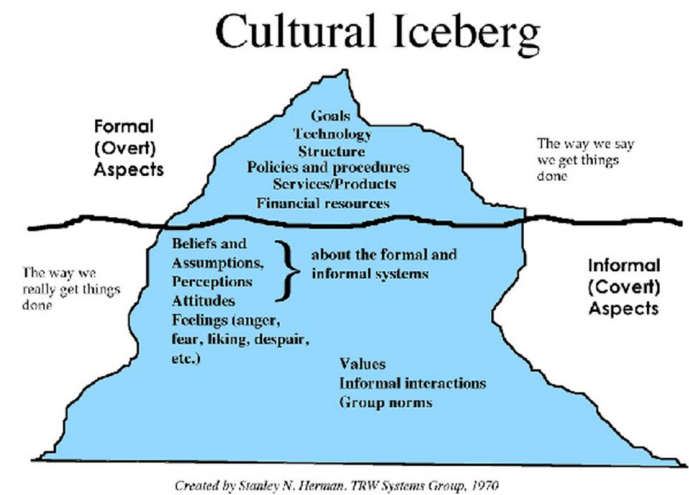 Cultural Iceberg
Formal
(Overt)
Aspects
Goals
Technology
Structure
Policies and procedures
Services/Products
Financial resources
The way we say
we get things
done
The way we
really get things
done
Beliefs and
Assumptions,
Perceptions
Attitudes
Feelings (anger,
fear, liking, despair,
etc.)
about the formal and
informal systems
Values
Informal interactions
Group norms
Informal
(Covert)
Aspects
Created by Stanley N. Herman. TRW Systems Group, 1970